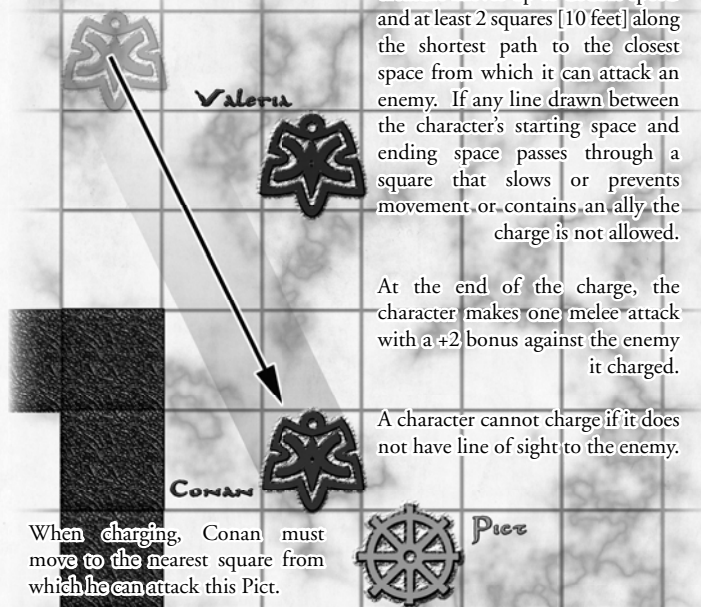 and at least 2 squares [10 feet] along
the shortest path to the closest
space from which it can attack an
enemy. If any line drawn between
the character's starting space and
ending space passes through a
square that slows or prevents
movement or contains an ally the
charge is not allowed.
At the end of the charge, the
character makes one melee attack
with a +2 bonus against the enemy
it charged.
A character cannot charge if it does
not have line of sight to the enemy.
Valeria
Conan
Pict
When charging, Conan must
move to the nearest square from
which he can attack this Pict.